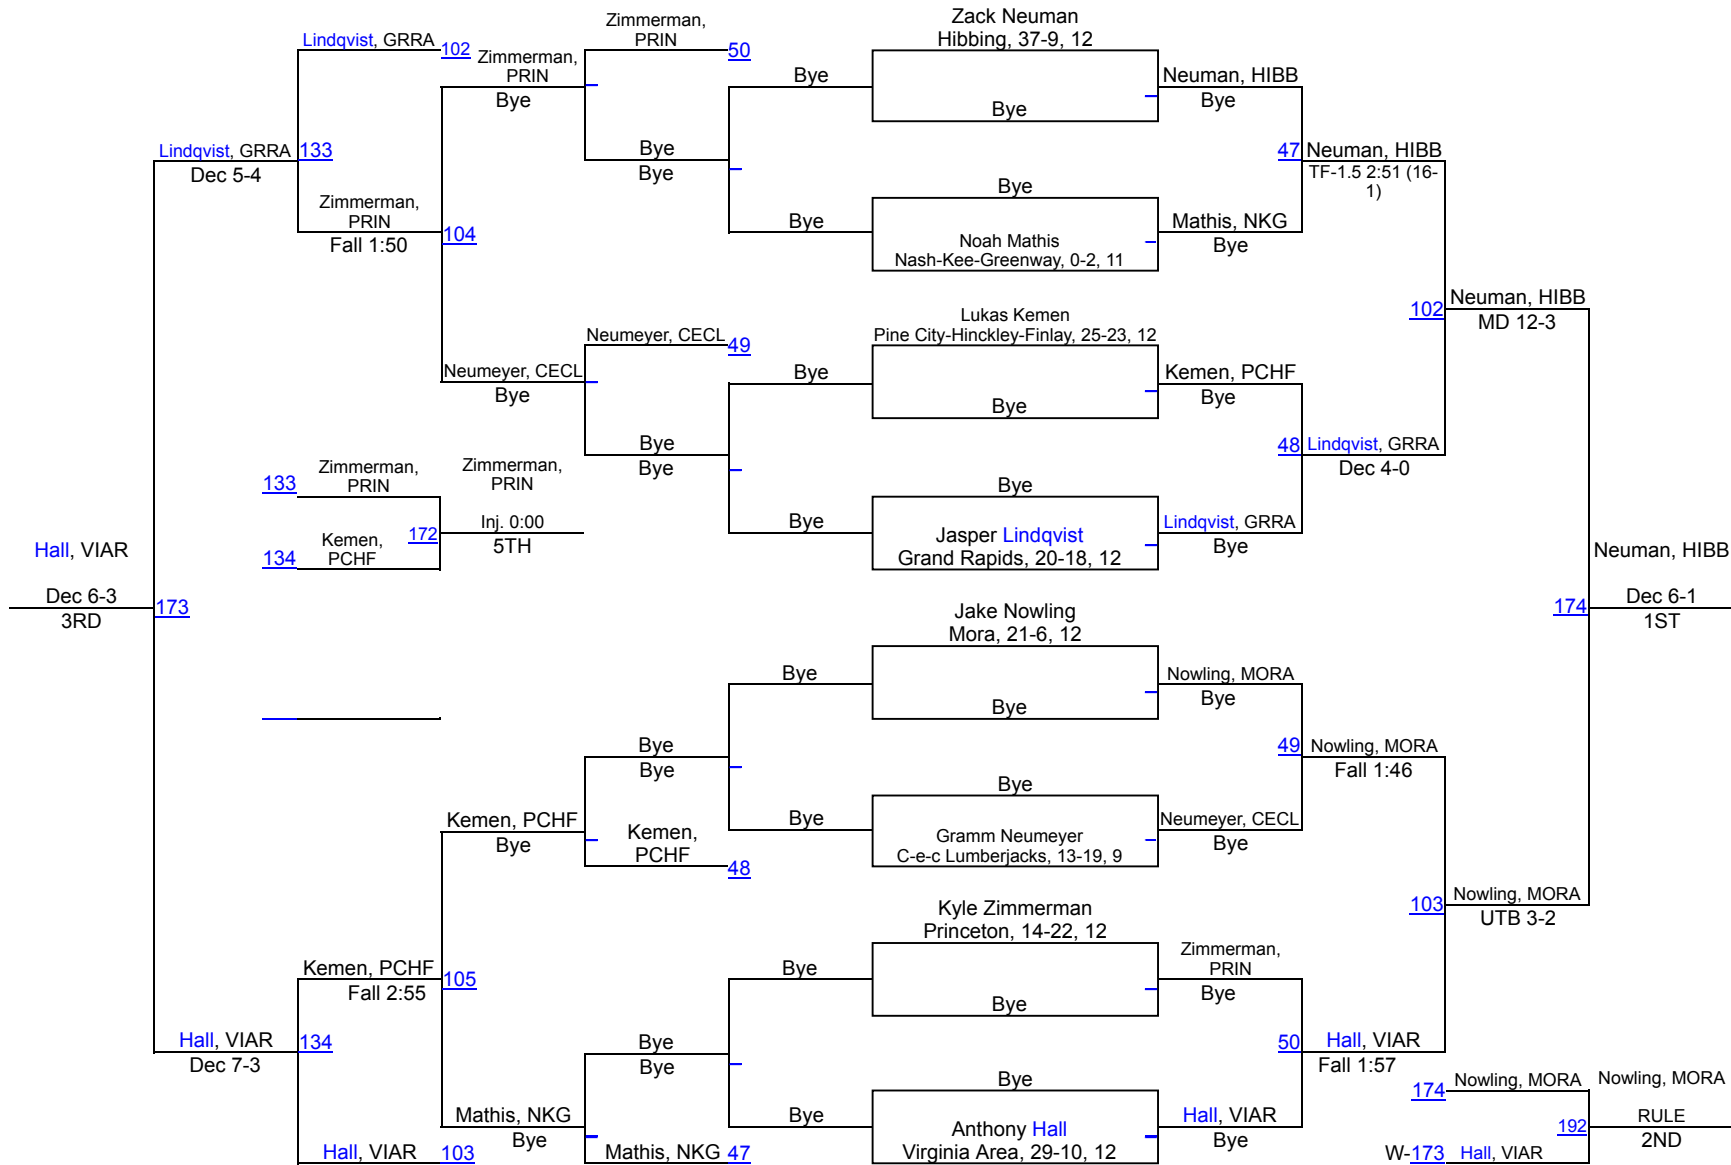 Zack Neuman
Hibbing, 37-9, 12
Bye
Bye
Noah Mathis
Nash-Kee-Greenway, 0-2, 11
Lukas Kemen
Pine City-Hinckley-Finlay, 25-23, 12
Bye
Bye
Jasper Lindqvist
Grand Rapids, 20-18, 12
Jake Nowling
Mora, 21-6, 12
Bye
Bye
Gramm Neumeyer
C-e-c Lumberjacks, 13-19, 9
Kyle Zimmerman
Princeton, 14-22, 12
Bye
Bye
Anthony Hall
Virginia Area, 29-10, 12
Neuman, HIBB
Bye
Mathis, NKG
Bye
Kemen, PCHF
Bye
Lindqvist, GRRA
Bye
Nowling, MORA
Bye
Neumeyer, CECL
Bye
Zimmerman,
PRIN
Bye
Hall, VIAR
Bye
47 Neuman, HIBB
TF-1.5 2:51 (16-
1)
48 Lindqvist, GRRA
Dec 4-0
49 Nowling, MORA
Fall 1:46
50 Hall, VIAR
Fall 1:57
102 Neuman, HIBB
MD 12-3
103 Nowling, MORA
UTB 3-2
Neuman, HIBB
174 Dec 6-1
1ST
174 Nowling, MORA
W-173 Hall, VIAR
Nowling, MORA
192 RULE
2ND
Bye
Bye
Bye
Bye
Bye
Bye
Bye
Bye
Zimmerman,
PRIN
50
Bye
Bye
Neumeyer, CECL
49
Bye
Bye
Bye
Bye
Kemen,
PCHF
48
Bye
Bye
Mathis, NKG 47
Zimmerman,
PRIN
Bye
Neumeyer, CECL
Bye
Kemen, PCHF
Bye
Mathis, NKG
Bye
Lindqvist, GRRA 102
Zimmerman,
PRIN
Fall 1:50
104
Kemen, PCHF
Fall 2:55
105
Hall, VIAR 103
133
Zimmerman,
PRIN
134
Kemen,
PCHF
Zimmerman,
PRIN
172
Inj. 0:00
5TH
Lindqvist, GRRA 133
Dec 5-4
Hall, VIAR 134
Dec 7-3
Hall, VIAR
Dec 6-3
3RD
173